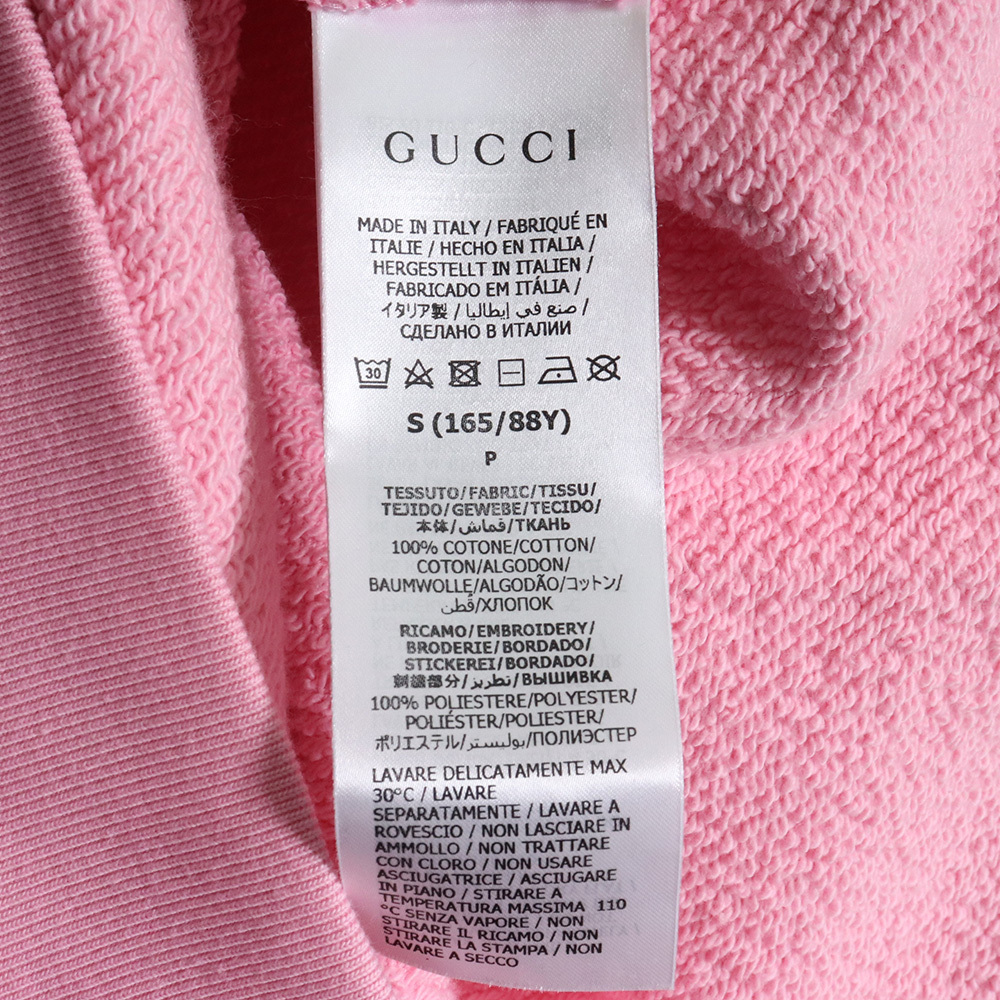 GUCCI
MADE IN ITALY / FABRIQUÉ EN
ITALIE / HECHO EN ITALIA /
HERGESTELLT IN ITALIEN /
FABRICADO EM ITÁLIA /
イタリア製 / صنع في إيطاليا /
СДЕЛАНО В ИТАЛИИ
30
S (165/88Y)
P
TESSUTO/FABRIC/TISSU/
TEJIDO/GEWEBE/TECIDO/
本体/قماش/ТКАНЬ
100% COTONE/COTTON/
COTON/ALGODON/
BAUMWOLLE/ALGODÃO/コットン/
قُطن/ХЛОПОК
RICAMO/EMBROIDERY/
BRODERIE/BORDADO/
STICKEREI/BORDADO/
刺繍部分/تطريز/ВЫШИВКА
100% POLIESTERE/POLYESTER/
POLIÉSTER/POLIESTER/
ポリエステル/بوليستر/ПОЛИЭСТЕР
LAVARE DELICATAMENTE MAX
30°C / LAVARE
SEPARATAMENTE / LAVARE A
ROVESCIO / NON LASCIARE IN
AMMOLLO / NON TRATTARE
CON CLORO / NON USARE
ASCIUGATRICE / ASCIUGARE
IN PIANO / STIRARE A
TEMPERATURA MASSIMA 110
°C SENZA VAPORE / NON
STIRARE IL RICAMO / NON
STIRARE LA STAMPA / NON
LAVARE A SECCO